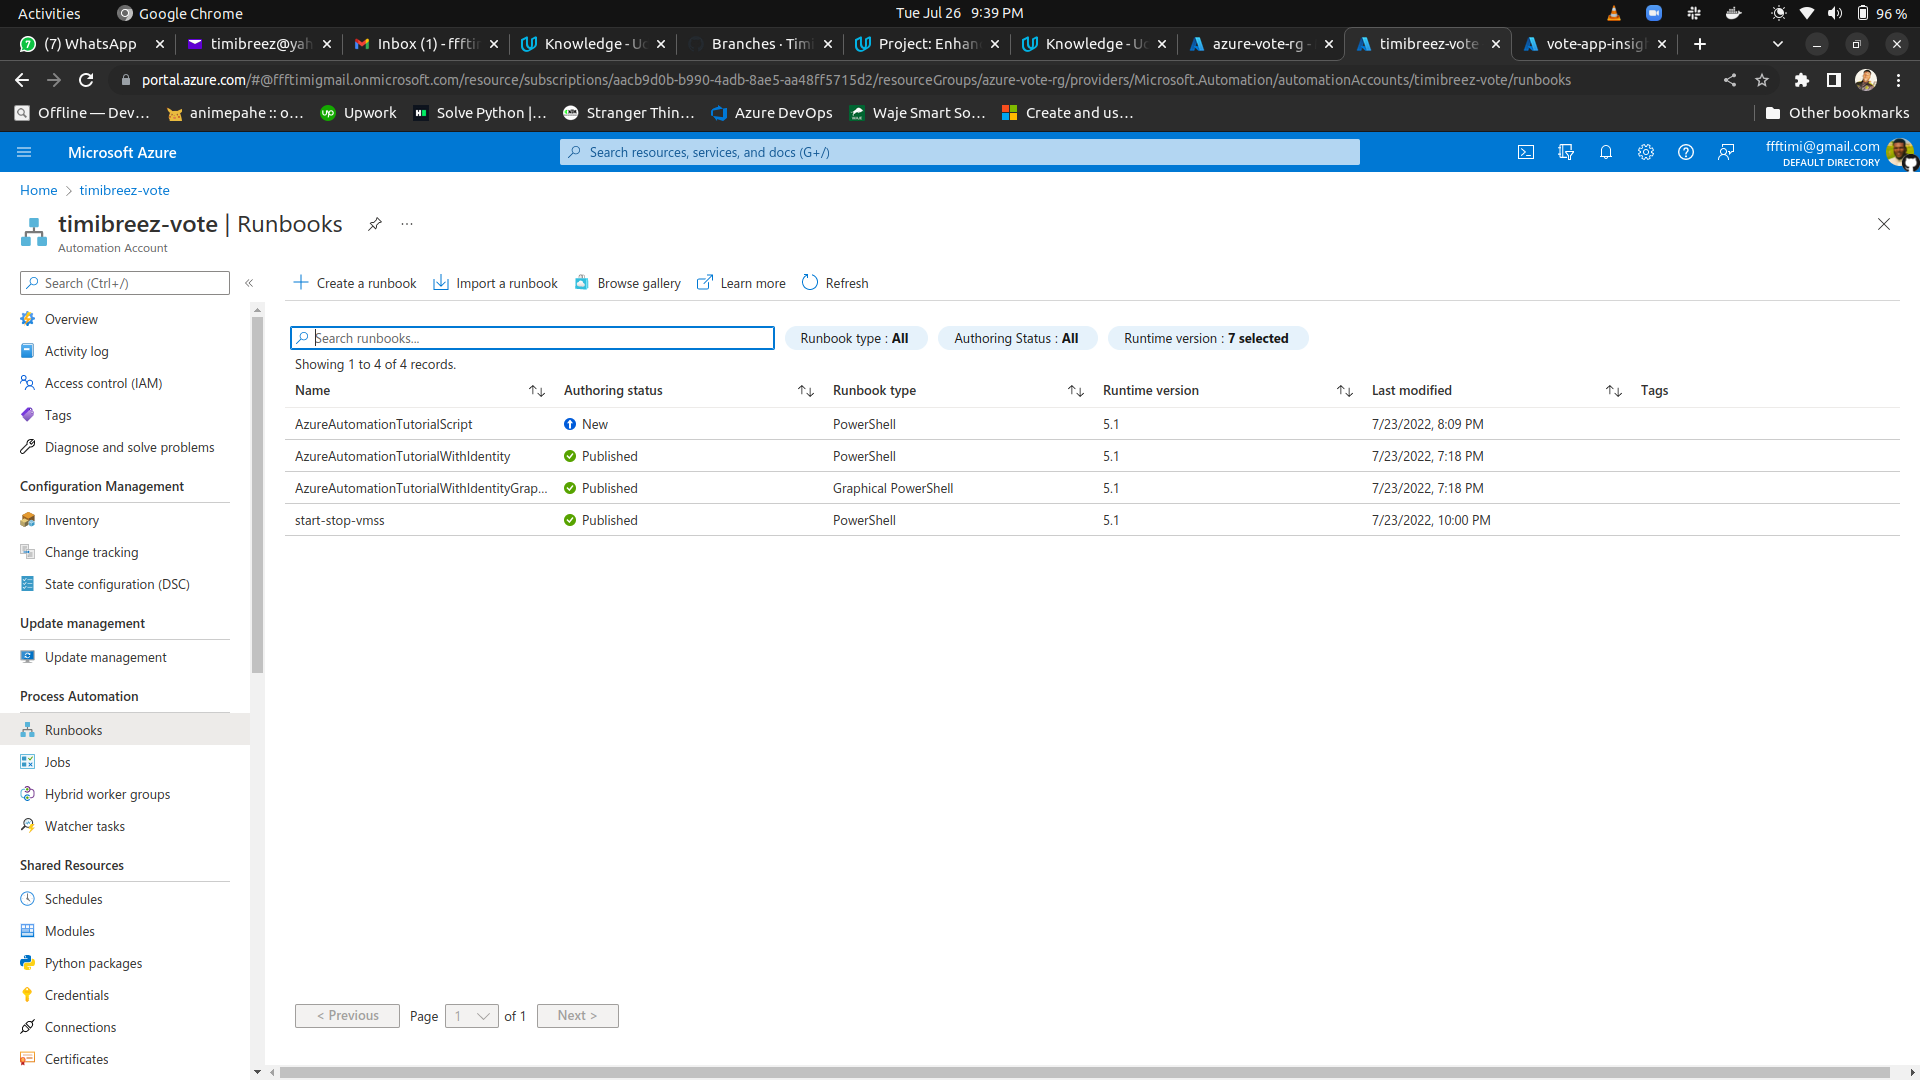 Activities Google Chrome Tue Jul 26 9:39 PM 96 %
(7) WhatsApp timibreez@yah Inbox (1) - ffftin Knowledge - Uc Branches · Timi Project: Enhan Knowledge - Uc azure-vote-rg - timibreez-vote vote-app-insigh
portal.azure.com/#@ffftimigmail.onmicrosoft.com/resource/subscriptions/aacb9d0b-b990-4adb-8ae5-aa48ff5715d2/resourceGroups/azure-vote-rg/providers/Microsoft.Automation/automationAccounts/timibreez-vote/runbooks
Offline — Dev... animepahe :: o... Upwork Solve Python |... Stranger Thin... Azure DevOps Waje Smart So... Create and us... Other bookmarks
Microsoft Azure Search resources, services, and docs (G+/) ffftimi@gmail.com
DEFAULT DIRECTORY
Home > timibreez-vote
timibreez-vote | Runbooks
Automation Account
Search (Ctrl+/) Create a runbook Import a runbook Browse gallery Learn more Refresh
Overview
Activity log
Access control (IAM)
Tags
Diagnose and solve problems
Configuration Management
Inventory
Change tracking
State configuration (DSC)
Update management
Update management
Process Automation
Runbooks
Jobs
Hybrid worker groups
Watcher tasks
Shared Resources
Schedules
Modules
Python packages
Credentials
Connections
Certificates
Search runbooks... Runbook type : All Authoring Status : All Runtime version : 7 selected
Showing 1 to 4 of 4 records.
Name Authoring status Runbook type Runtime version Last modified Tags
AzureAutomationTutorialScript New PowerShell 5.1 7/23/2022, 8:09 PM
AzureAutomationTutorialWithIdentity Published PowerShell 5.1 7/23/2022, 7:18 PM
AzureAutomationTutorialWithIdentityGrap... Published Graphical PowerShell 5.1 7/23/2022, 7:18 PM
start-stop-vmss Published PowerShell 5.1 7/23/2022, 10:00 PM
< Previous Page 1 of 1 Next >